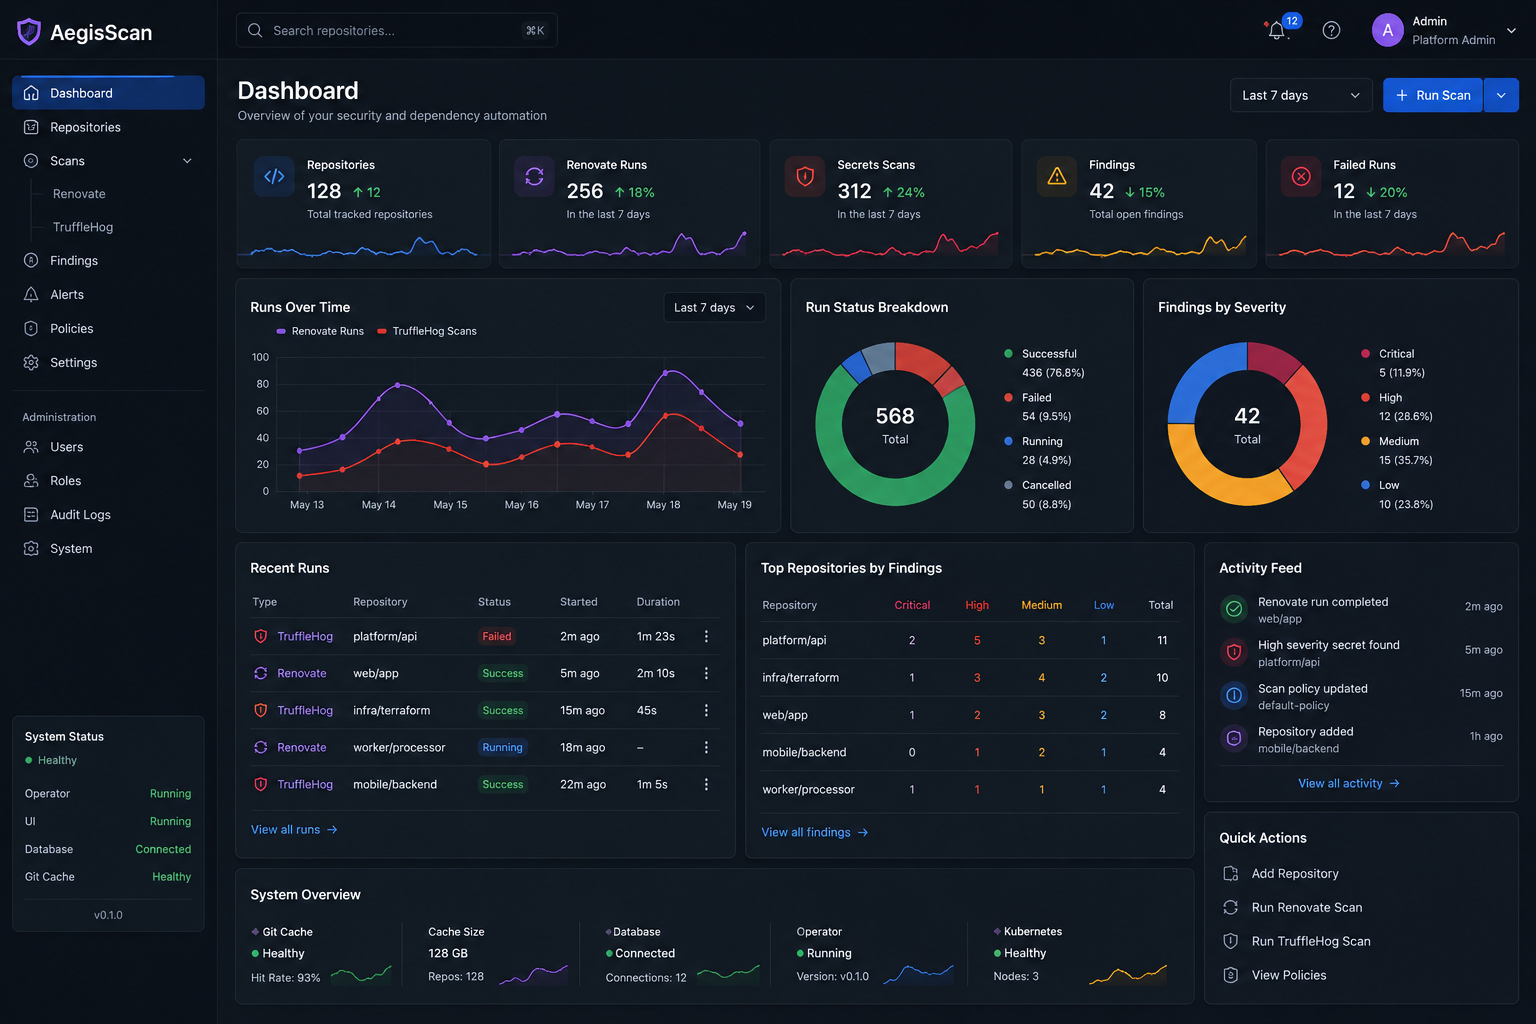 AegisScan
Search repositories...
⌘K
12
?
A
Admin
Platform Admin
Dashboard
Repositories
Scans
Renovate
TruffleHog
Findings
Alerts
Policies
Settings
Administration
Users
Roles
Audit Logs
System
System Status
Healthy
Operator Running
UI Running
Database Connected
Git Cache Healthy
v0.1.0
Dashboard
Overview of your security and dependency automation
Last 7 days
+ Run Scan
Repositories
128 ↑ 12
Total tracked repositories
Renovate Runs
256 ↑ 18%
In the last 7 days
Secrets Scans
312 ↑ 24%
In the last 7 days
Findings
42 ↓ 15%
Total open findings
Failed Runs
12 ↓ 20%
In the last 7 days
Runs Over Time
Last 7 days
Renovate Runs TruffleHog Scans
100
80
60
40
20
0
May 13 May 14 May 15 May 16 May 17 May 18 May 19
Run Status Breakdown
568
Total
Successful
436 (76.8%)
Failed
54 (9.5%)
Running
28 (4.9%)
Cancelled
50 (8.8%)
Findings by Severity
42
Total
Critical
5 (11.9%)
High
12 (28.6%)
Medium
15 (35.7%)
Low
10 (23.8%)
Recent Runs
Type Repository Status Started Duration
TruffleHog platform/api Failed 2m ago 1m 23s
Renovate web/app Success 5m ago 2m 10s
TruffleHog infra/terraform Success 15m ago 45s
Renovate worker/processor Running 18m ago –
TruffleHog mobile/backend Success 22m ago 1m 5s
View all runs →
Top Repositories by Findings
Repository Critical High Medium Low Total
platform/api 2 5 3 1 11
infra/terraform 1 3 4 2 10
web/app 1 2 3 2 8
mobile/backend 0 1 2 1 4
worker/processor 1 1 1 1 4
View all findings →
Activity Feed
Renovate run completed 2m ago
web/app
High severity secret found 5m ago
platform/api
Scan policy updated 15m ago
default-policy
Repository added 1h ago
mobile/backend
View all activity →
Quick Actions
Add Repository
Run Renovate Scan
Run TruffleHog Scan
View Policies
System Overview
Git Cache
Healthy
Hit Rate: 93%
Cache Size
128 GB
Repos: 128
Database
Connected
Connections: 12
Operator
Running
Version: v0.1.0
Kubernetes
Healthy
Nodes: 3